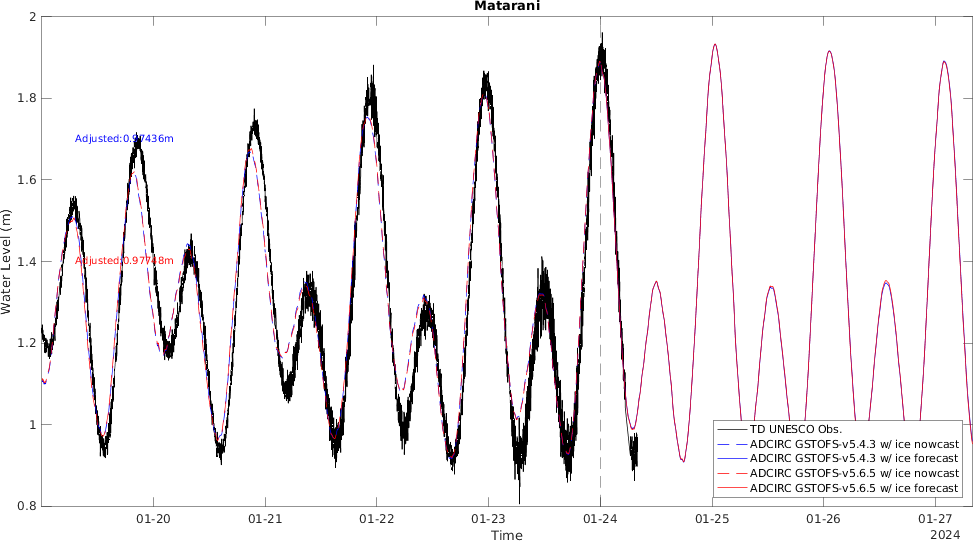 Matarani
2
1.8
1.6
1.4
1.2
1
0.8
Water Level (m)
Adjusted:0.97436m
Adjusted:0.97748m
01-20
01-21
01-22
01-23
01-24
01-25
01-26
01-27
Time
2024
TD UNESCO Obs.
ADCIRC GSTOFS-v5.4.3 w/ ice nowcast
ADCIRC GSTOFS-v5.4.3 w/ ice forecast
ADCIRC GSTOFS-v5.6.5 w/ ice nowcast
ADCIRC GSTOFS-v5.6.5 w/ ice forecast